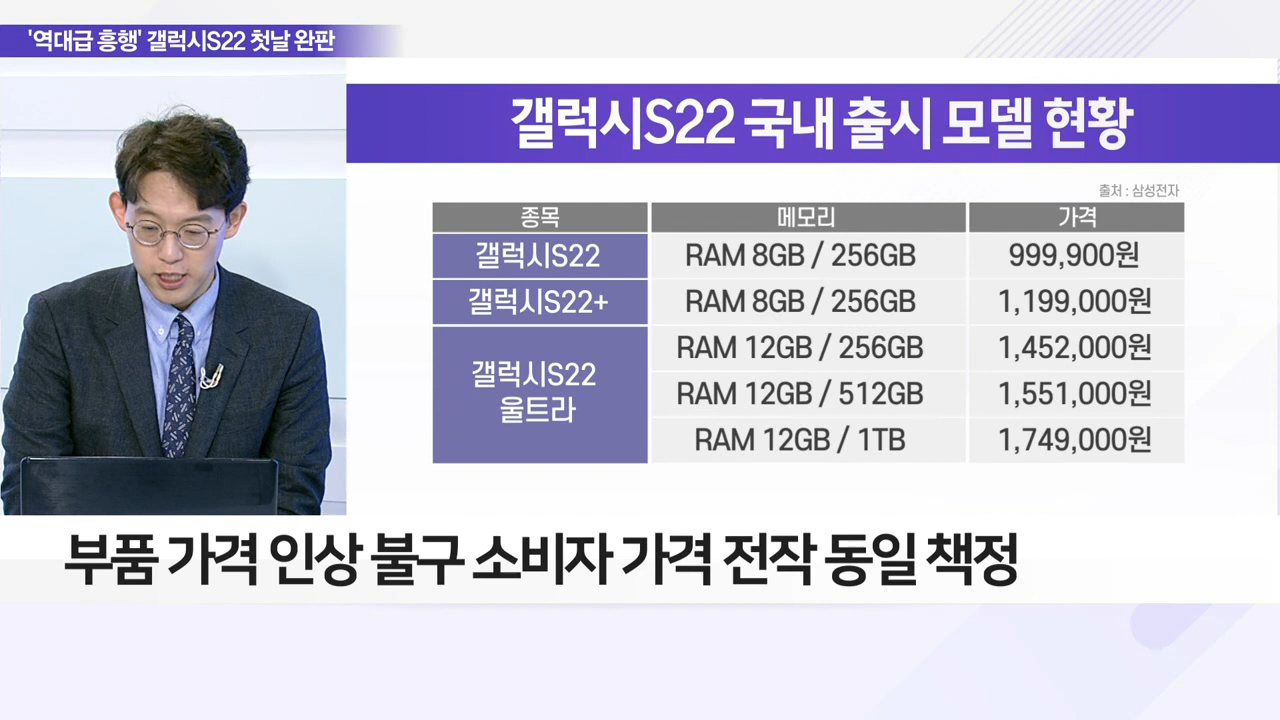 '역대급 흥행' 갤럭시S22 첫날 완판
갤럭시S22 국내 출시 모델 현황
출처 : 삼성전자
종목 메모리 가격
갤럭시S22 RAM 8GB / 256GB 999,900원
갤럭시S22+ RAM 8GB / 256GB 1,199,000원
갤럭시S22 울트라 RAM 12GB / 256GB 1,452,000원
RAM 12GB / 512GB 1,551,000원
RAM 12GB / 1TB 1,749,000원
부품 가격 인상 불구 소비자 가격 전작 동일 책정